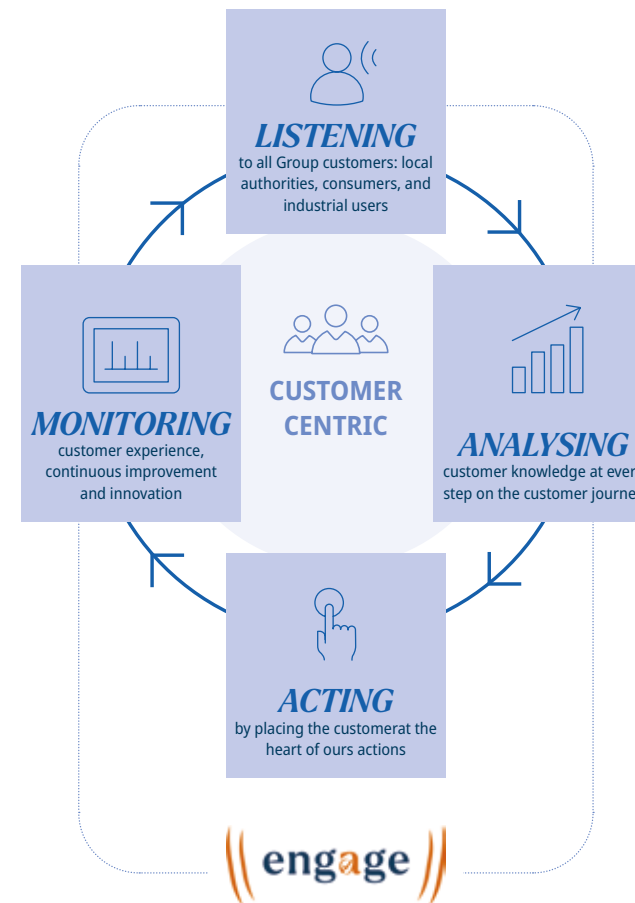 LISTENING
to all Group customers: local
authorities, consumers, and
industrial users
CUSTOMER
CENTRIC
MONITORING
customer experience,
continuous improvement
and innovation
ANALYSING
customer knowledge at ever
step on the customer journe
ACTING
by placing the customerat the
heart of ours actions
engage